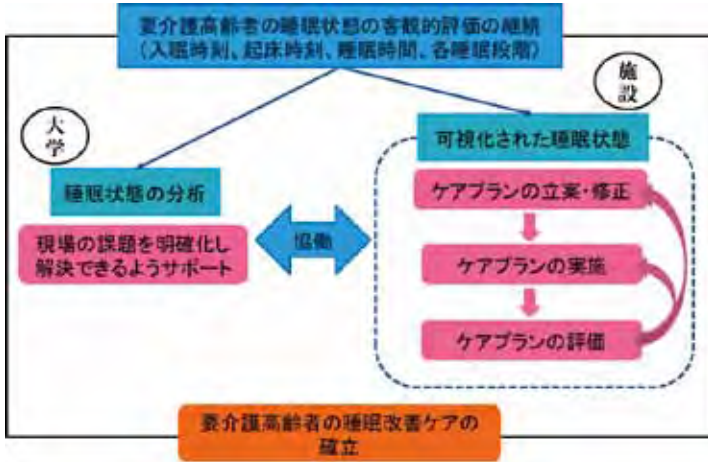 要介護高齢者の睡眠状態の客観的評価の継続
（入眠時刻、起床時刻、睡眠時間、各睡眠段階）
大学
施設
睡眠状態の分析
現場の課題を明確化し
解決できるようサポート
協働
可視化された睡眠状態
ケアプランの立案・修正
ケアプランの実施
ケアプランの評価
要介護高齢者の睡眠改善ケアの
確立